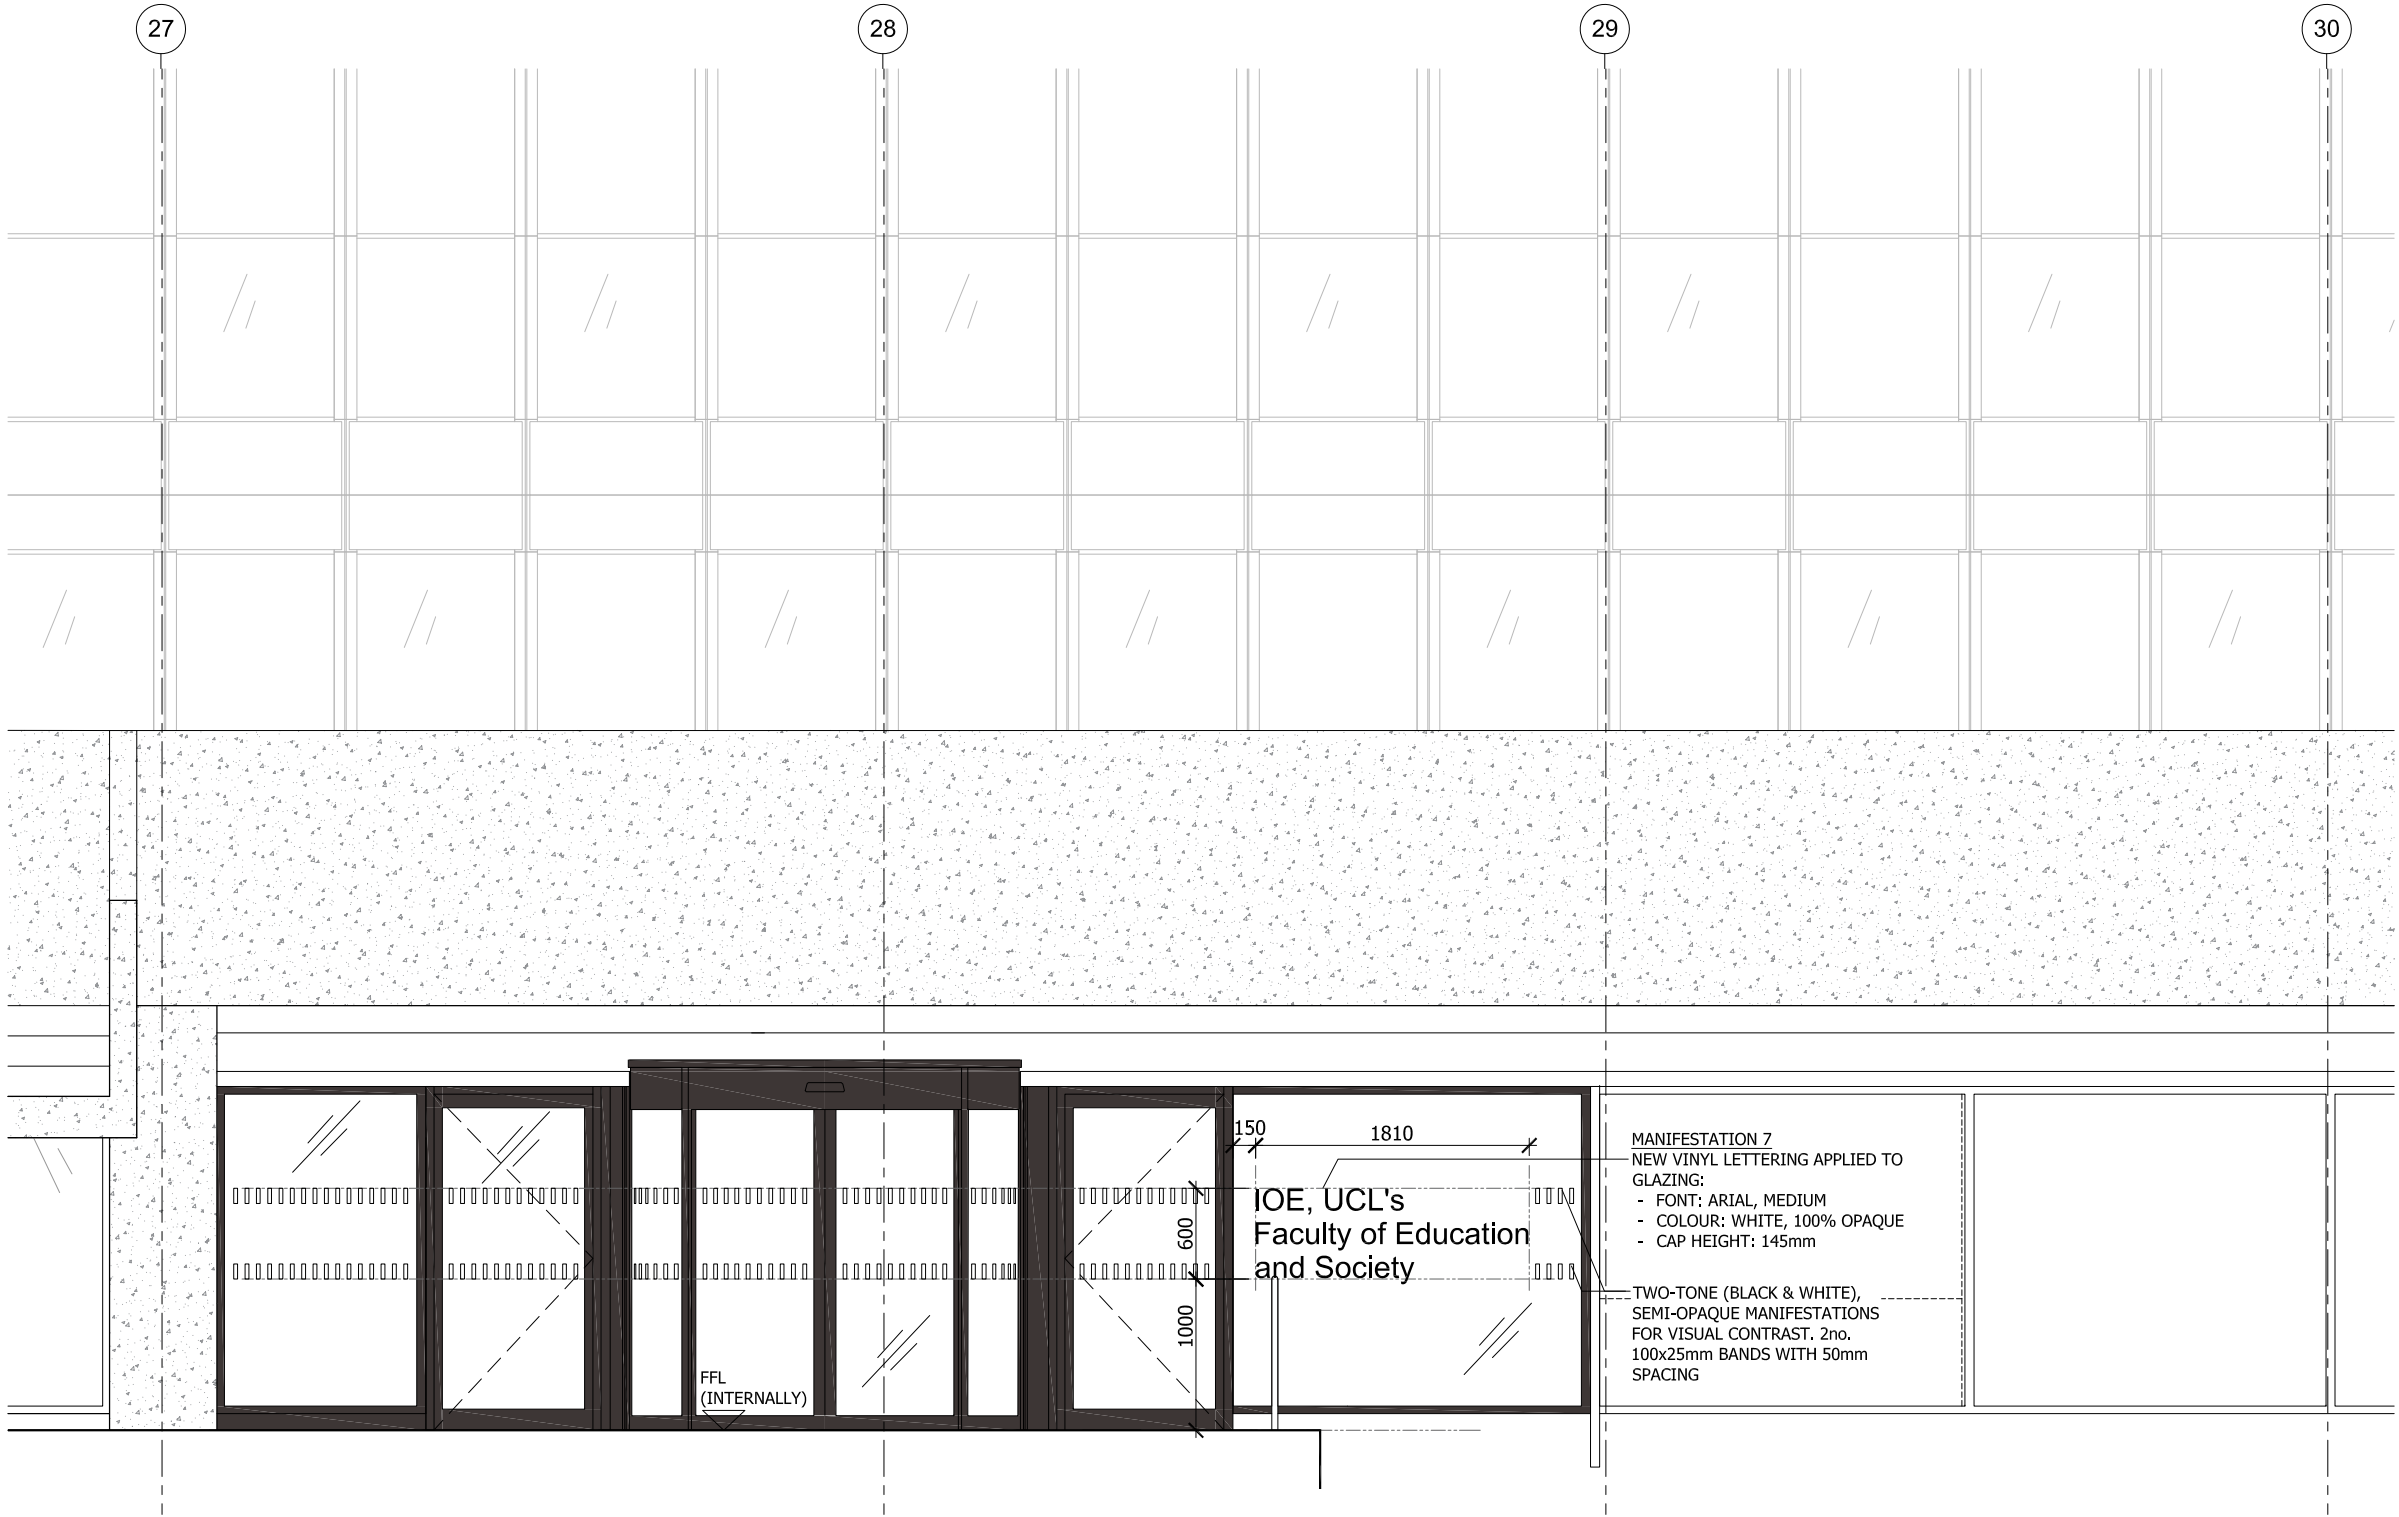 27
28
29
30
150
1810
600
1000
IOE, UCL's
Faculty of Education
and Society
MANIFESTATION 7
NEW VINYL LETTERING APPLIED TO
GLAZING:
- FONT: ARIAL, MEDIUM
- COLOUR: WHITE, 100% OPAQUE
- CAP HEIGHT: 145mm
TWO-TONE (BLACK & WHITE),
SEMI-OPAQUE MANIFESTATIONS
FOR VISUAL CONTRAST. 2no.
100x25mm BANDS WITH 50mm
SPACING
FFL
(INTERNALLY)